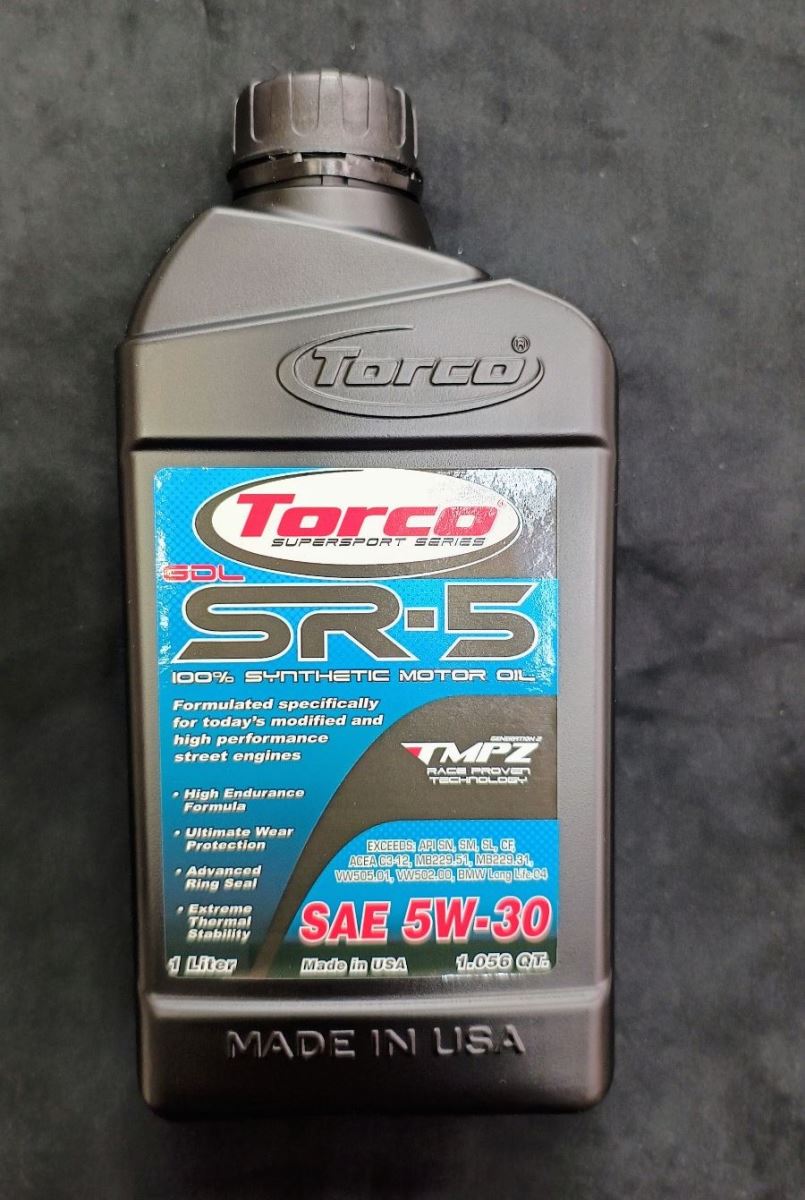 Torco®
Torco®
SUPERSPORT SERIES
GDL
SR-5
100% SYNTHETIC MOTOR OIL
Formulated specifically
for today's modified and
high performance
street engines
GENERATION 2
TMPZ
RACE PROVEN
TECHNOLOGY
• High Endurance
Formula
• Ultimate Wear
Protection
• Advanced
Ring Seal
• Extreme
Thermal
Stability
EXCEEDS: API SN, SM, SL, CF,
ACEA C3-12, MB229.51, MB229.31,
VW505.01, VW502.00, BMW Long Life:04
SAE 5W-30
1 Liter
Made in USA
1.056 QT.
MADE IN USA